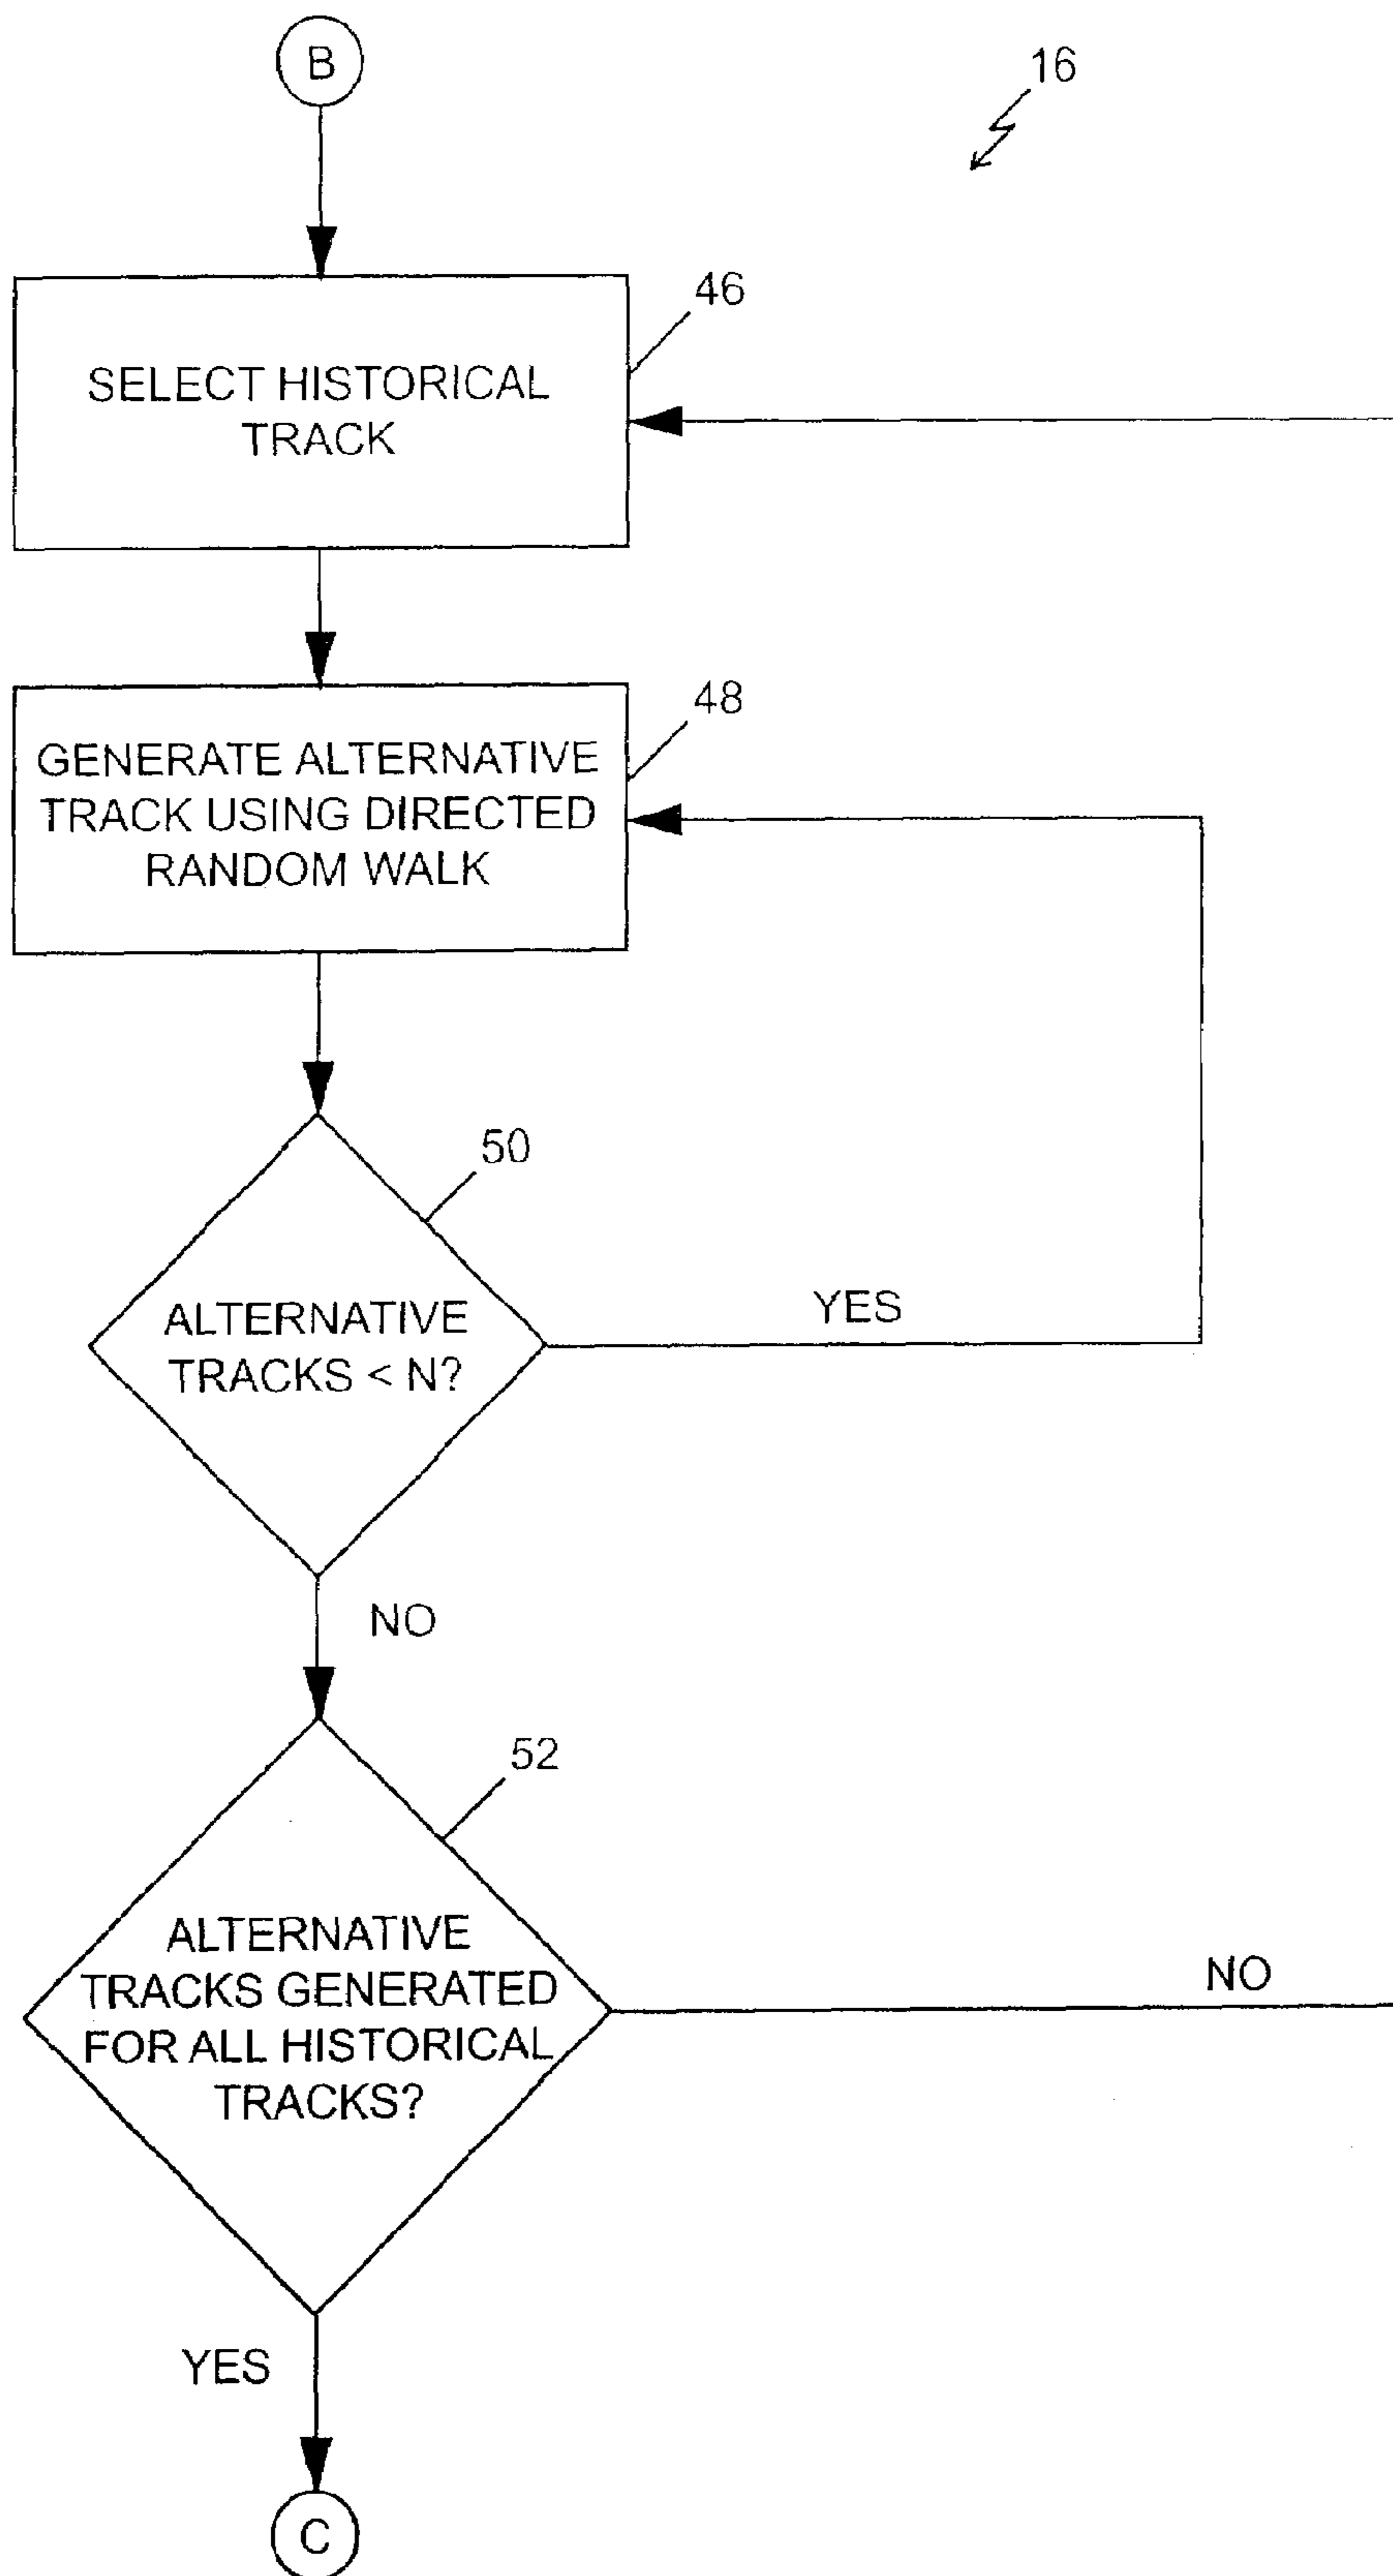 B
16
46
SELECT HISTORICAL
TRACK
48
GENERATE ALTERNATIVE
TRACK USING DIRECTED
RANDOM WALK
50
ALTERNATIVE
TRACKS < N?
YES
NO
52
ALTERNATIVE
TRACKS GENERATED
FOR ALL HISTORICAL
TRACKS?
NO
YES
C